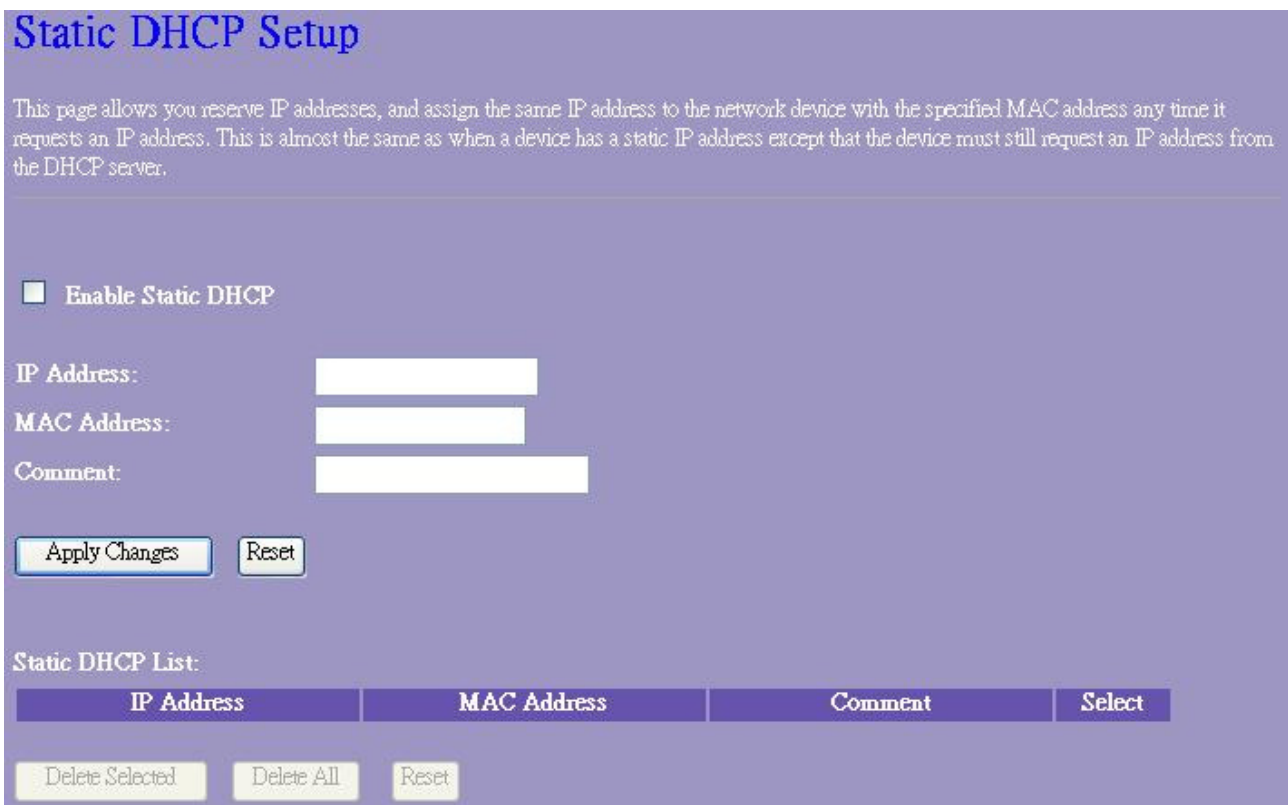 Static DHCP Setup
This page allows you reserve IP addresses, and assign the same IP address to the network device with the specified MAC address any time it
requests an IP address. This is almost the same as when a device has a static IP address except that the device must still request an IP address from
the DHCP server.
Enable Static DHCP
IP Address:
MAC Address:
Comment:
Apply Changes Reset
Static DHCP List:
IP Address MAC Address Comment Select
Delete Selected Delete All Reset